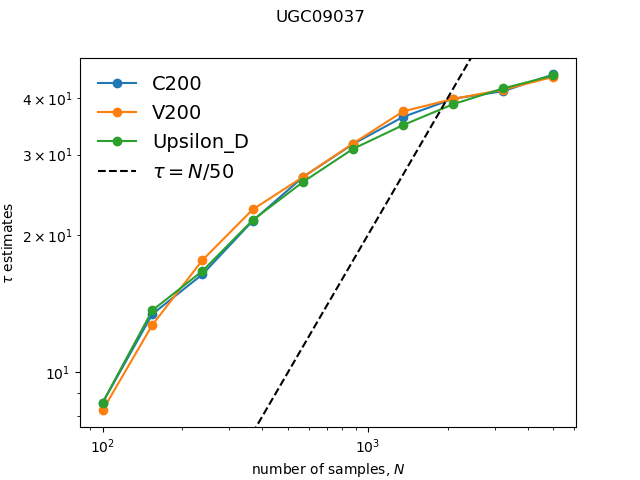 UGC09037
C200
V200
Upsilon_D
τ = N/50
τ estimates
4 × 10¹
3 × 10¹
2 × 10¹
10¹
10²
10³
number of samples, N